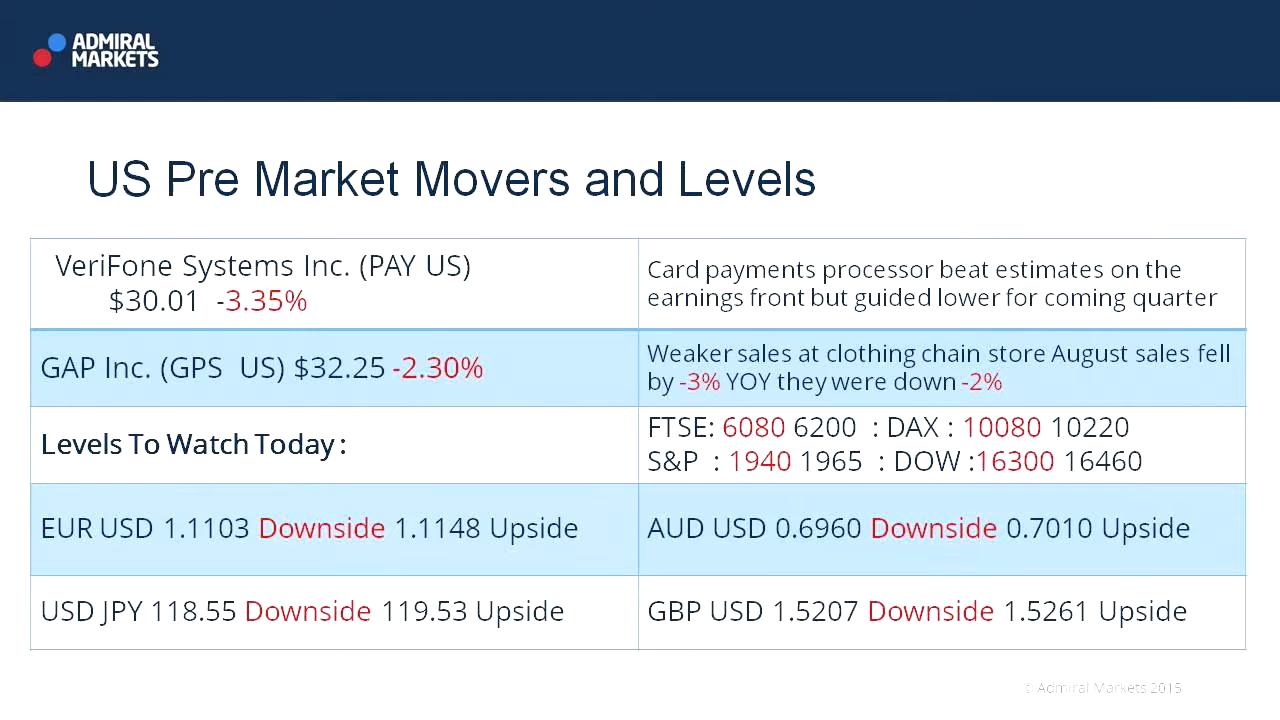 ADMIRAL
MARKETS
US Pre Market Movers and Levels
VeriFone Systems Inc. (PAY US)
$30.01 -3.35%
Card payments processor beat estimates on the
earnings front but guided lower for coming quarter
GAP Inc. (GPS US) $32.25 -2.30%
Weaker sales at clothing chain store August sales fell
by -3% YOY they were down -2%
Levels To Watch Today :
FTSE: 6080 6200 : DAX : 10080 10220
S&P : 1940 1965 : DOW :16300 16460
EUR USD 1.1103 Downside 1.1148 Upside
AUD USD 0.6960 Downside 0.7010 Upside
USD JPY 118.55 Downside 119.53 Upside
GBP USD 1.5207 Downside 1.5261 Upside
© Admiral Markets 2015